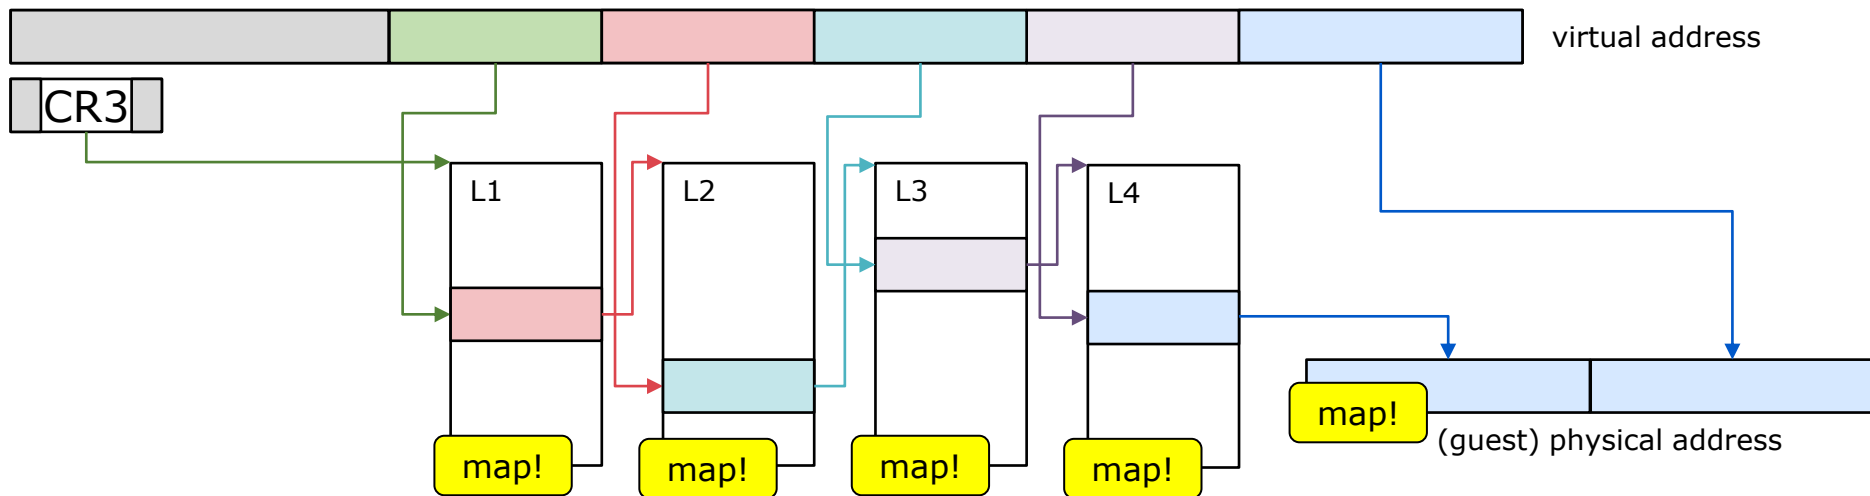 virtual address
CR3
L1
L2
L3
L4
map!
(guest) physical address
map!
map!
map!
map!